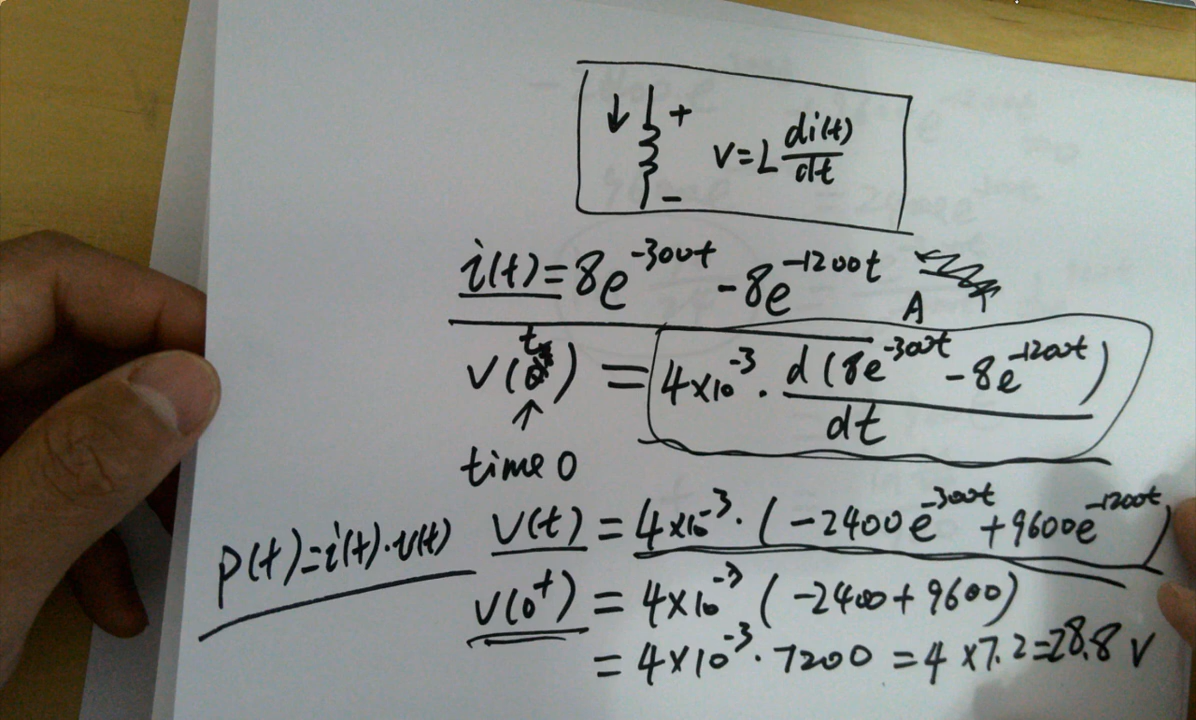 ↓ + v = L di(t)/dt
−
i(t) = 8e^-300t - 8e^-1200t A
v(t) = 4×10^-3 · d(8e^-300t - 8e^-1200t)/dt
↑
time 0
v(t) = 4×10^-3 · (-2400e^-300t + 9600e^-1200t)
p(t) = i(t)·v(t)
v(0^+) = 4×10^-3 (-2400 + 9600)
= 4×10^-3 · 7200 = 4 × 7.2 = 28.8 V